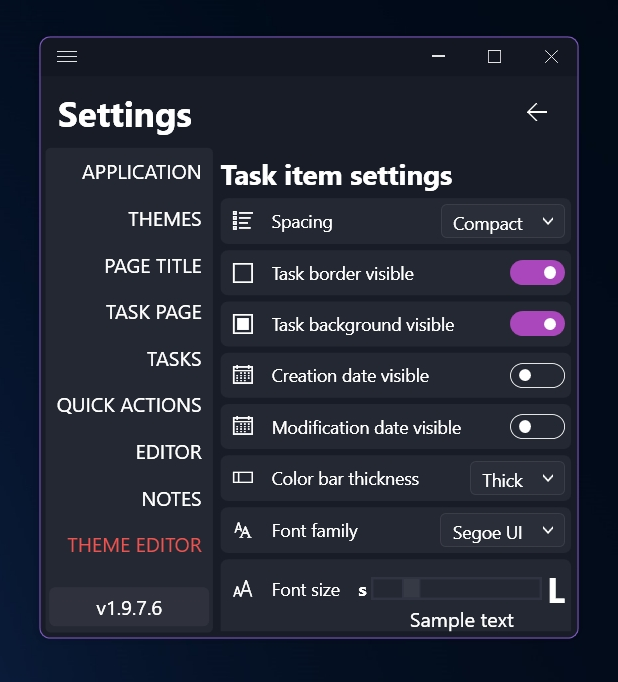 Settings
APPLICATION
THEMES
PAGE TITLE
TASK PAGE
TASKS
QUICK ACTIONS
EDITOR
NOTES
THEME EDITOR
v1.9.7.6
Task item settings
Spacing Compact
Task border visible
Task background visible
Creation date visible
Modification date visible
Color bar thickness Thick
Font family Segoe UI
Font size S L
Sample text